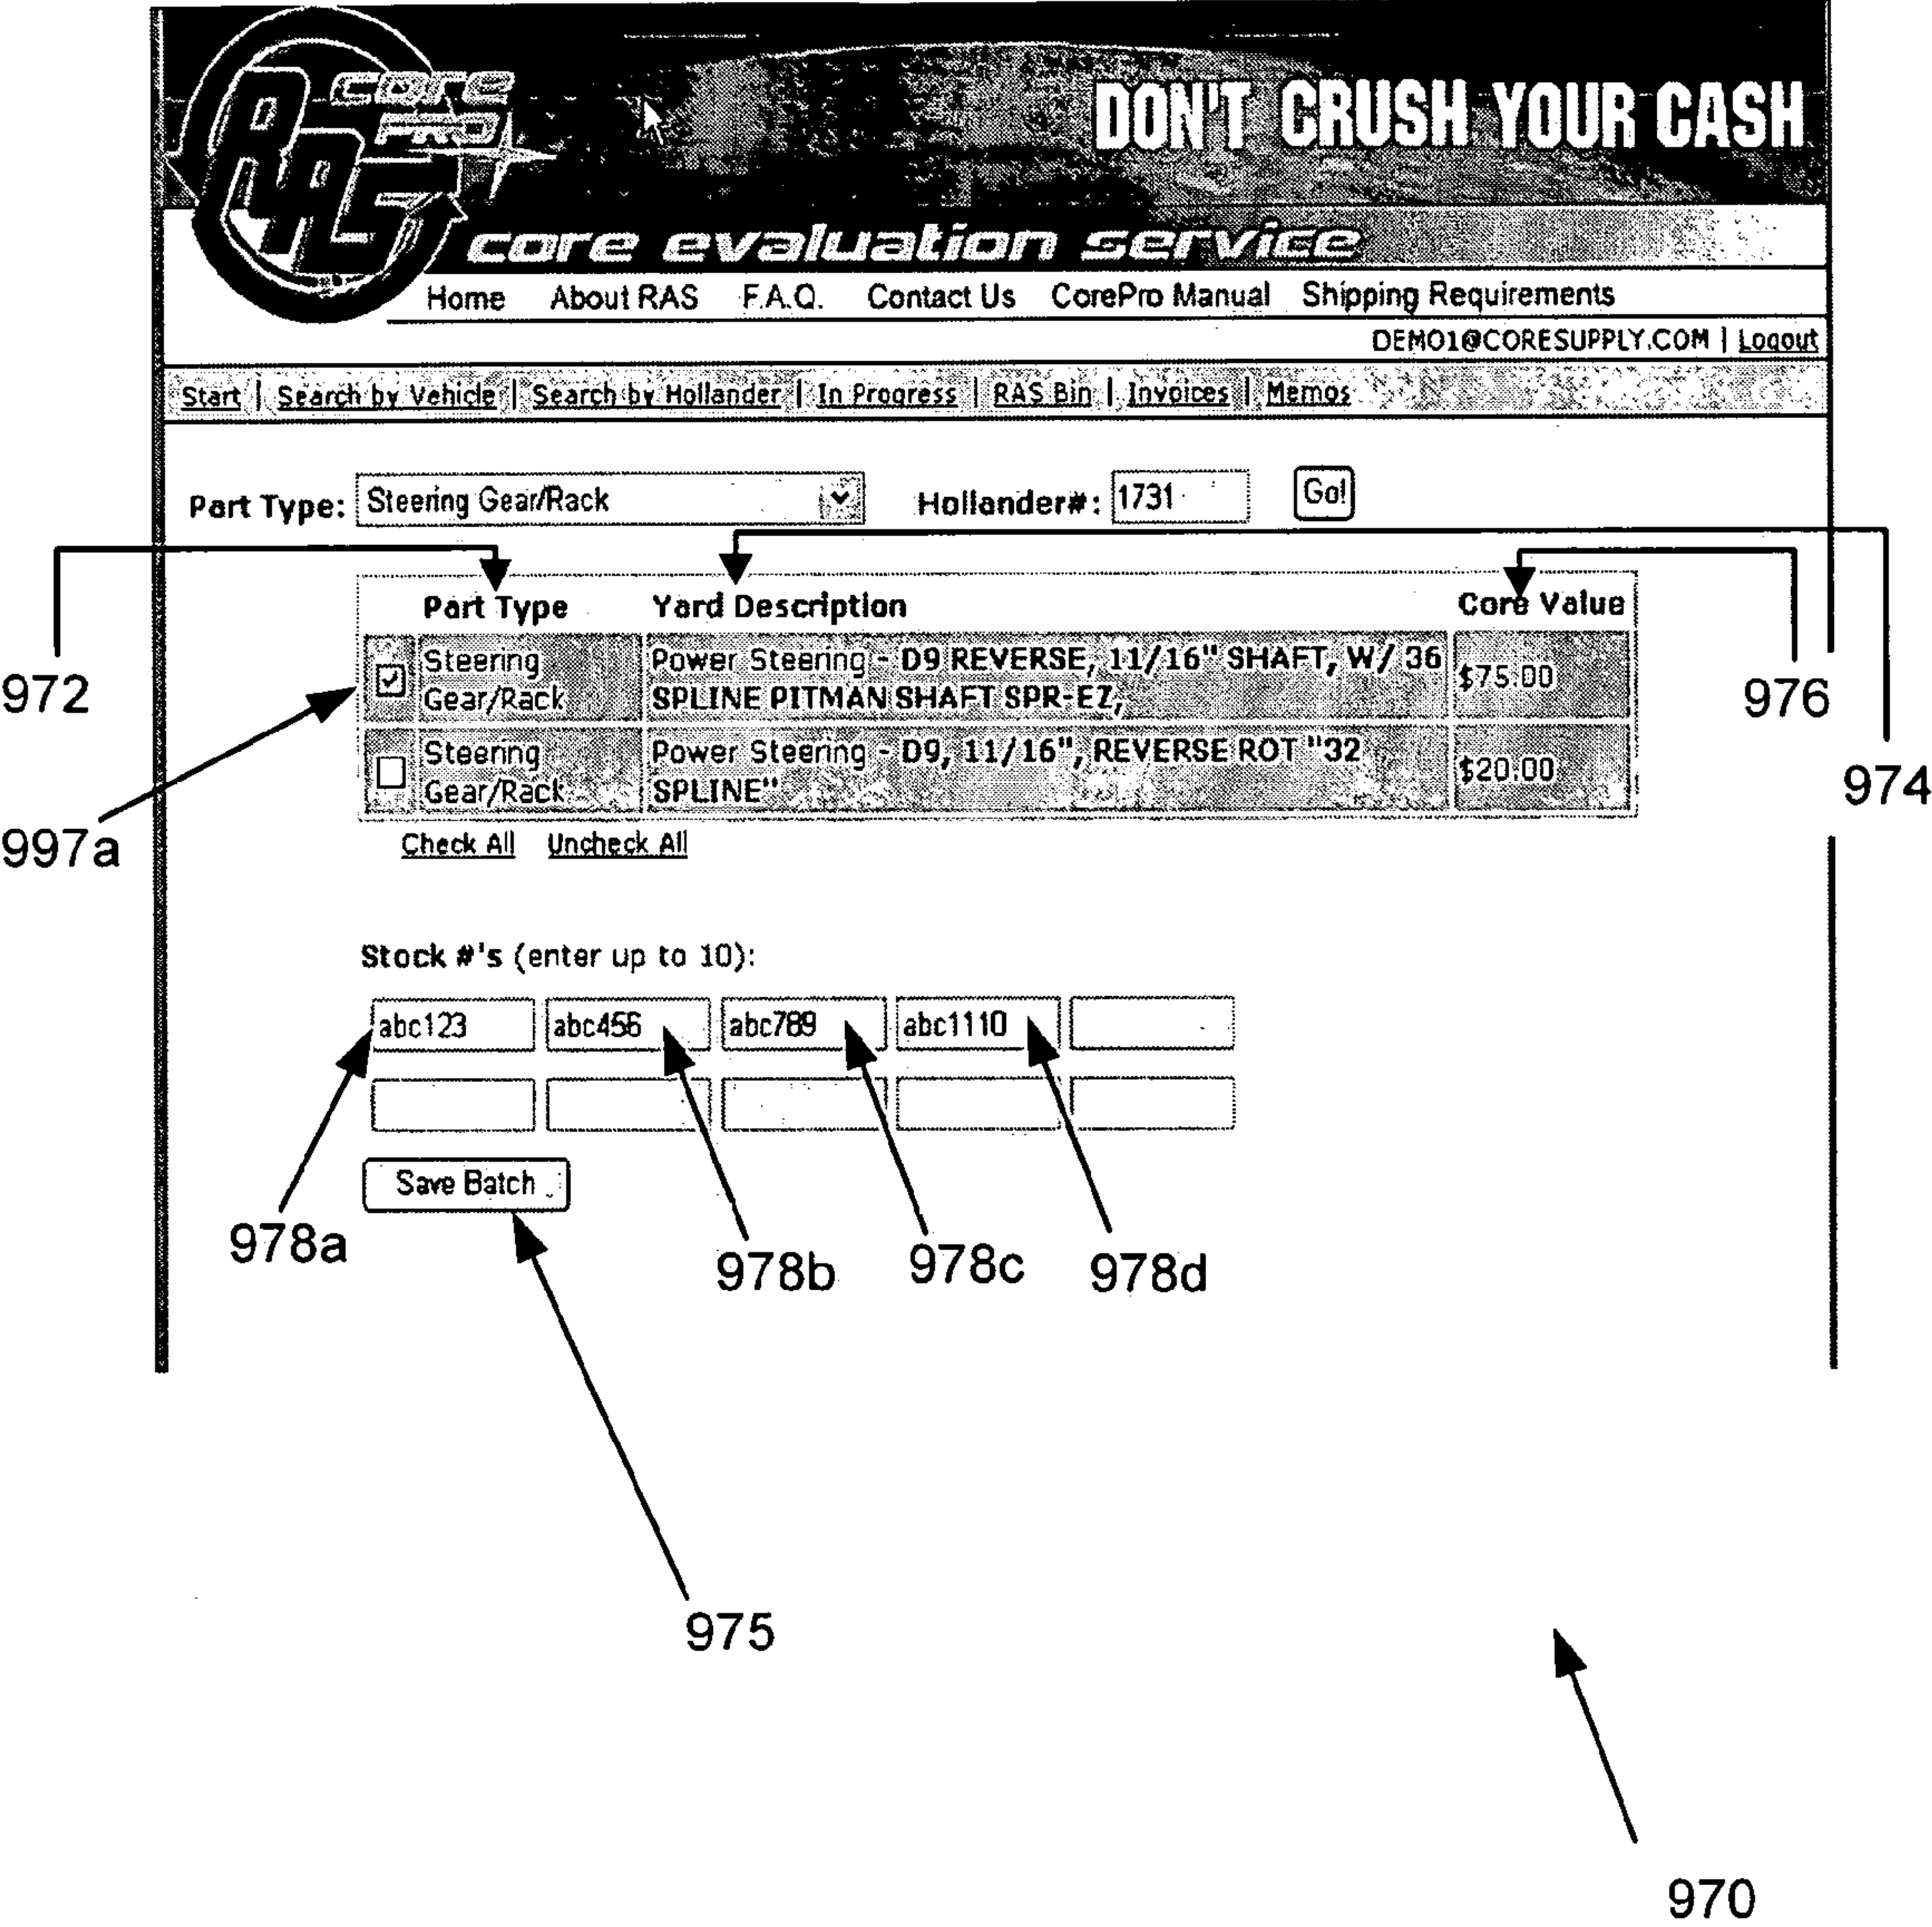 DON'T CRUSH YOUR CASH
core PRO
RAS
core evaluation service
Home About RAS F.A.Q. Contact Us CorePro Manual Shipping Requirements
DEMO1@CORESUPPLY.COM | Logout
Start | Search by Vehicle | Search by Hollander | In Progress | RAS Bin | Invoices | Memos
Part Type: Steering Gear/Rack Hollander#: 1731 Go!
Part Type Yard Description Core Value
Steering Gear/Rack Power Steering - D9 REVERSE, 11/16" SHAFT, W/ 36 SPLINE PITMAN SHAFT SPR-EZ, $75.00
Steering Gear/Rack Power Steering - D9, 11/16", REVERSE ROT "32 SPLINE" $20.00
972
976
974
997a
Check All Uncheck All
Stock #'s (enter up to 10):
abc123 abc456 abc789 abc1110
Save Batch
978a 978b 978c 978d
975
970